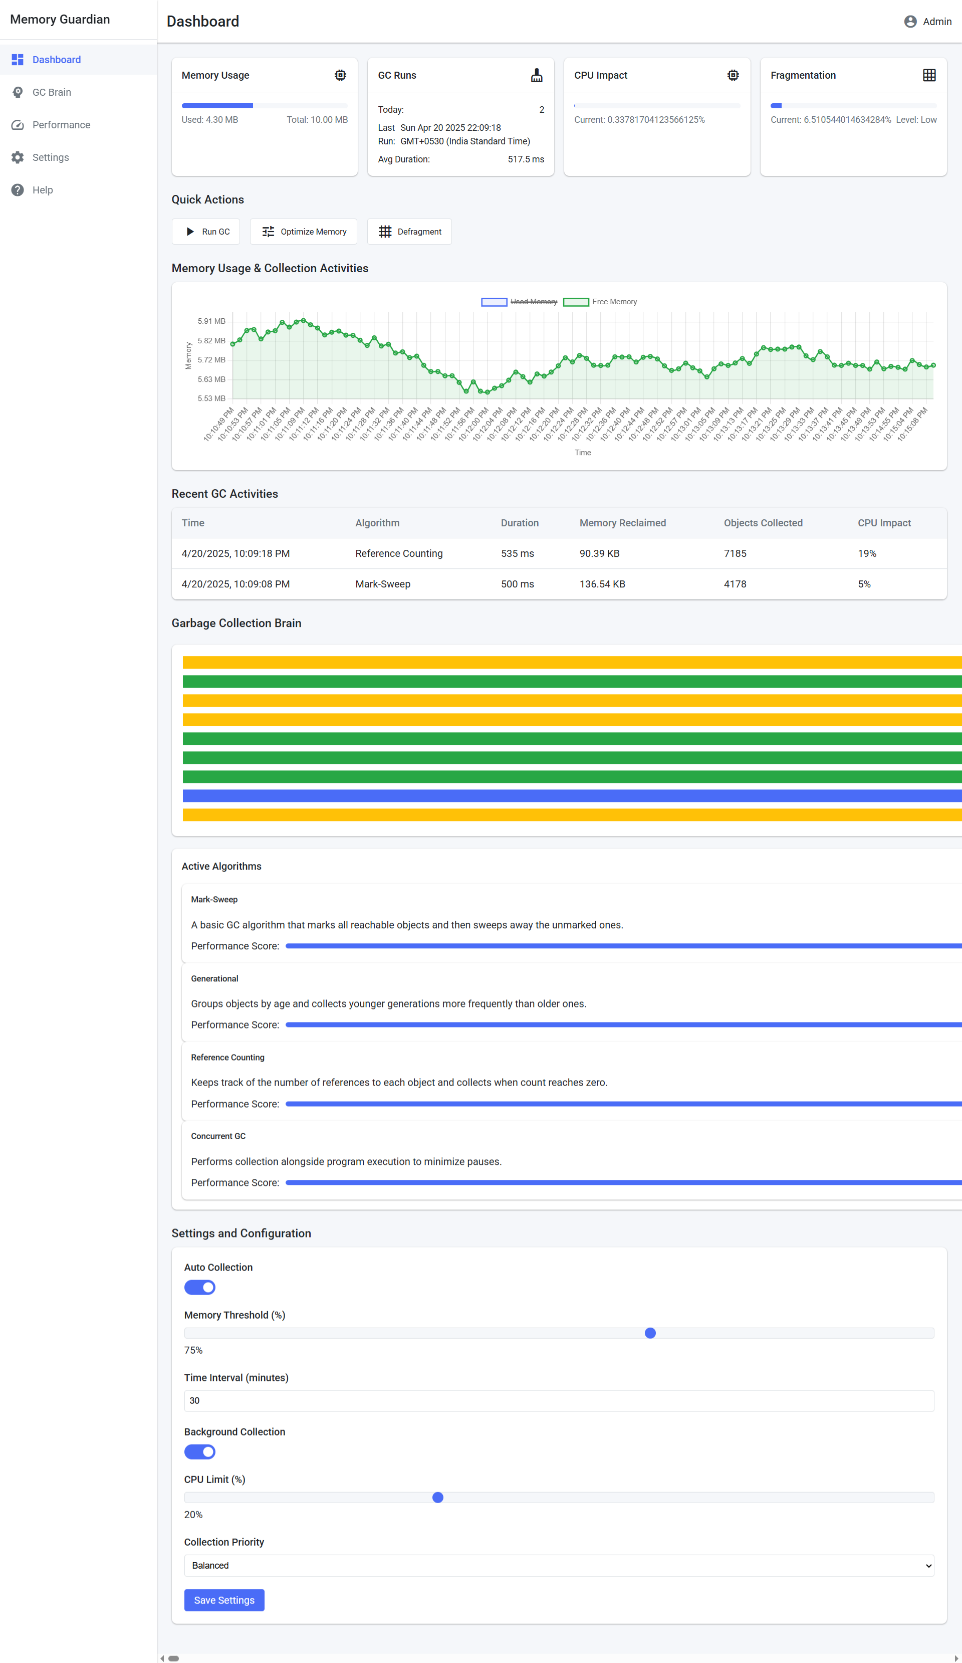 Memory Guardian
Dashboard
Admin
Dashboard
GC Brain
Performance
Settings
Help
Memory Usage
Used: 4.30 MB Total: 10.00 MB
GC Runs
Today: 2
Last Run: Sun Apr 20 2025 22:09:18 GMT+0530 (India Standard Time)
Avg Duration: 517.5 ms
CPU Impact
Current: 0.33781704123566125%
Fragmentation
Current: 6.510544014634284% Level: Low
Quick Actions
Run GC Optimize Memory Defragment
Memory Usage & Collection Activities
Used Memory Free Memory
5.91 MB
5.82 MB
5.72 MB
5.63 MB
5.53 MB
Memory
Time
Recent GC Activities
Time Algorithm Duration Memory Reclaimed Objects Collected CPU Impact
4/20/2025, 10:09:18 PM Reference Counting 535 ms 90.39 KB 7185 19%
4/20/2025, 10:09:08 PM Mark-Sweep 500 ms 136.54 KB 4178 5%
Garbage Collection Brain
Active Algorithms
Mark-Sweep
A basic GC algorithm that marks all reachable objects and then sweeps away the unmarked ones.
Performance Score:
Generational
Groups objects by age and collects younger generations more frequently than older ones.
Performance Score:
Reference Counting
Keeps track of the number of references to each object and collects when count reaches zero.
Performance Score:
Concurrent GC
Performs collection alongside program execution to minimize pauses.
Performance Score:
Settings and Configuration
Auto Collection
Memory Threshold (%)
75%
Time Interval (minutes)
30
Background Collection
CPU Limit (%)
20%
Collection Priority
Balanced
Save Settings